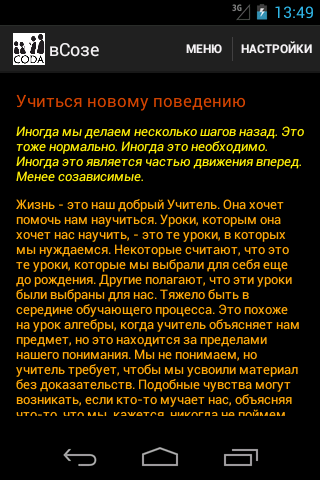 3G 13:49
CODA вСозе МЕНЮ НАСТРОЙКИ
Учиться новому поведению
Иногда мы делаем несколько шагов назад. Это
тоже нормально. Иногда это необходимо.
Иногда это является частью движения вперед.
Менее созависимые.
Жизнь - это наш добрый Учитель. Она хочет
помочь нам научиться. Уроки, которым она
хочет нас научить, - это те уроки, в которых
мы нуждаемся. Некоторые считают, что это
те уроки, которые мы выбрали для себя еще
до рождения. Другие полагают, что эти уроки
были выбраны для нас. Тяжело быть в
середине обучающего процесса. Это похоже
на урок алгебры, когда учитель объясняет нам
предмет, но это находится за пределами
нашего понимания. Мы не понимаем, но
учитель требует, чтобы мы усвоили материал
без доказательств. Подобные чувства могут
возникать, если кто-то мучает нас, объясняя
что-то, что мы, кажется, никогда не поймем.